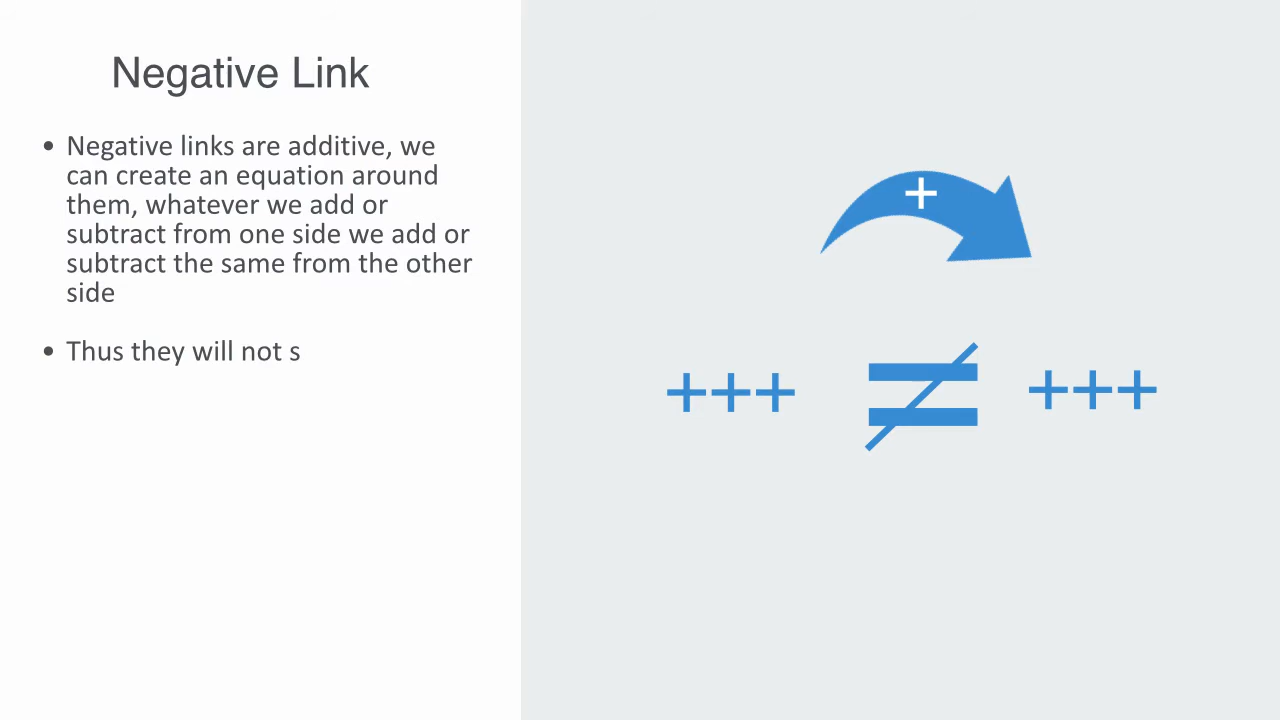 Negative Link
• Negative links are additive, we
can create an equation around
them, whatever we add or
subtract from one side we add or
subtract the same from the other
side
• Thus they will not s
+
+++ ≠ +++